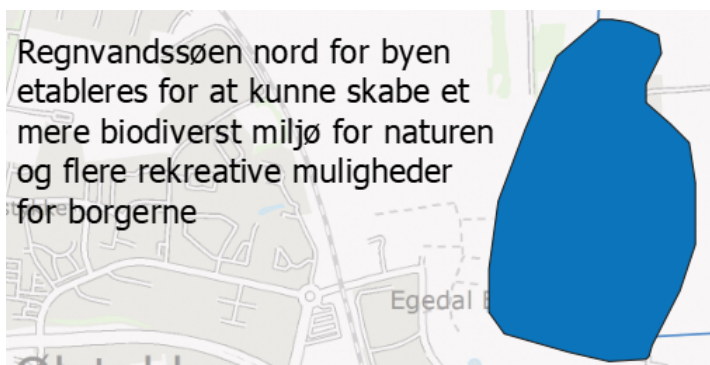 Regnvandssøen nord for byen
etableres for at kunne skabe et
mere biodiverst miljø for naturen
og flere rekreative muligheder
for borgerne
Egedal